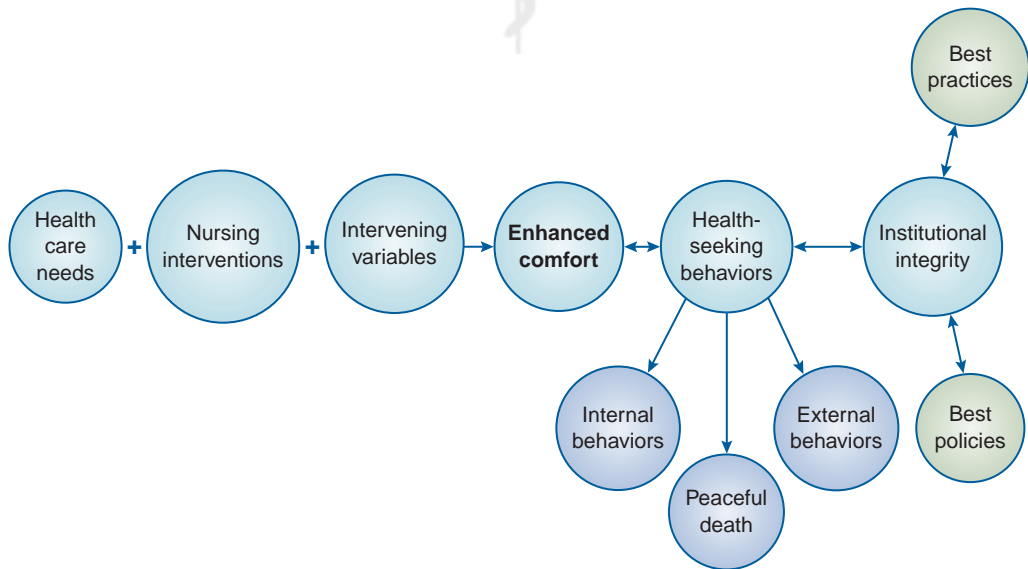 Best
practices
Health
care
needs
+
Nursing
interventions
+
Intervening
variables
Enhanced
comfort
Health-
seeking
behaviors
Institutional
integrity
Internal
behaviors
Peaceful
death
External
behaviors
Best
policies